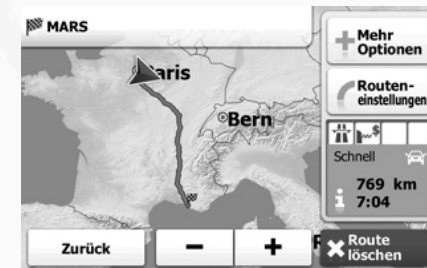 MARS
Mehr
Optionen
Paris
Routen-
einstellungen
Bern
$
Schnell
769 km
i 7:04
Zurück
− +
Route
löschen